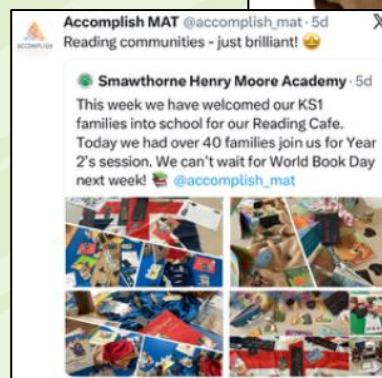 Accomplish MAT @accomplish_mat · 5d
Reading communities - just brilliant! 🤩
ACCOMPLISH
Smawthorne Henry Moore Academy · 5d
This week we have welcomed our KS1
families into school for our Reading Cafe.
Today we had over 40 families join us for Year
2's session. We can't wait for World Book Day
next week! 📚 @accomplish_mat